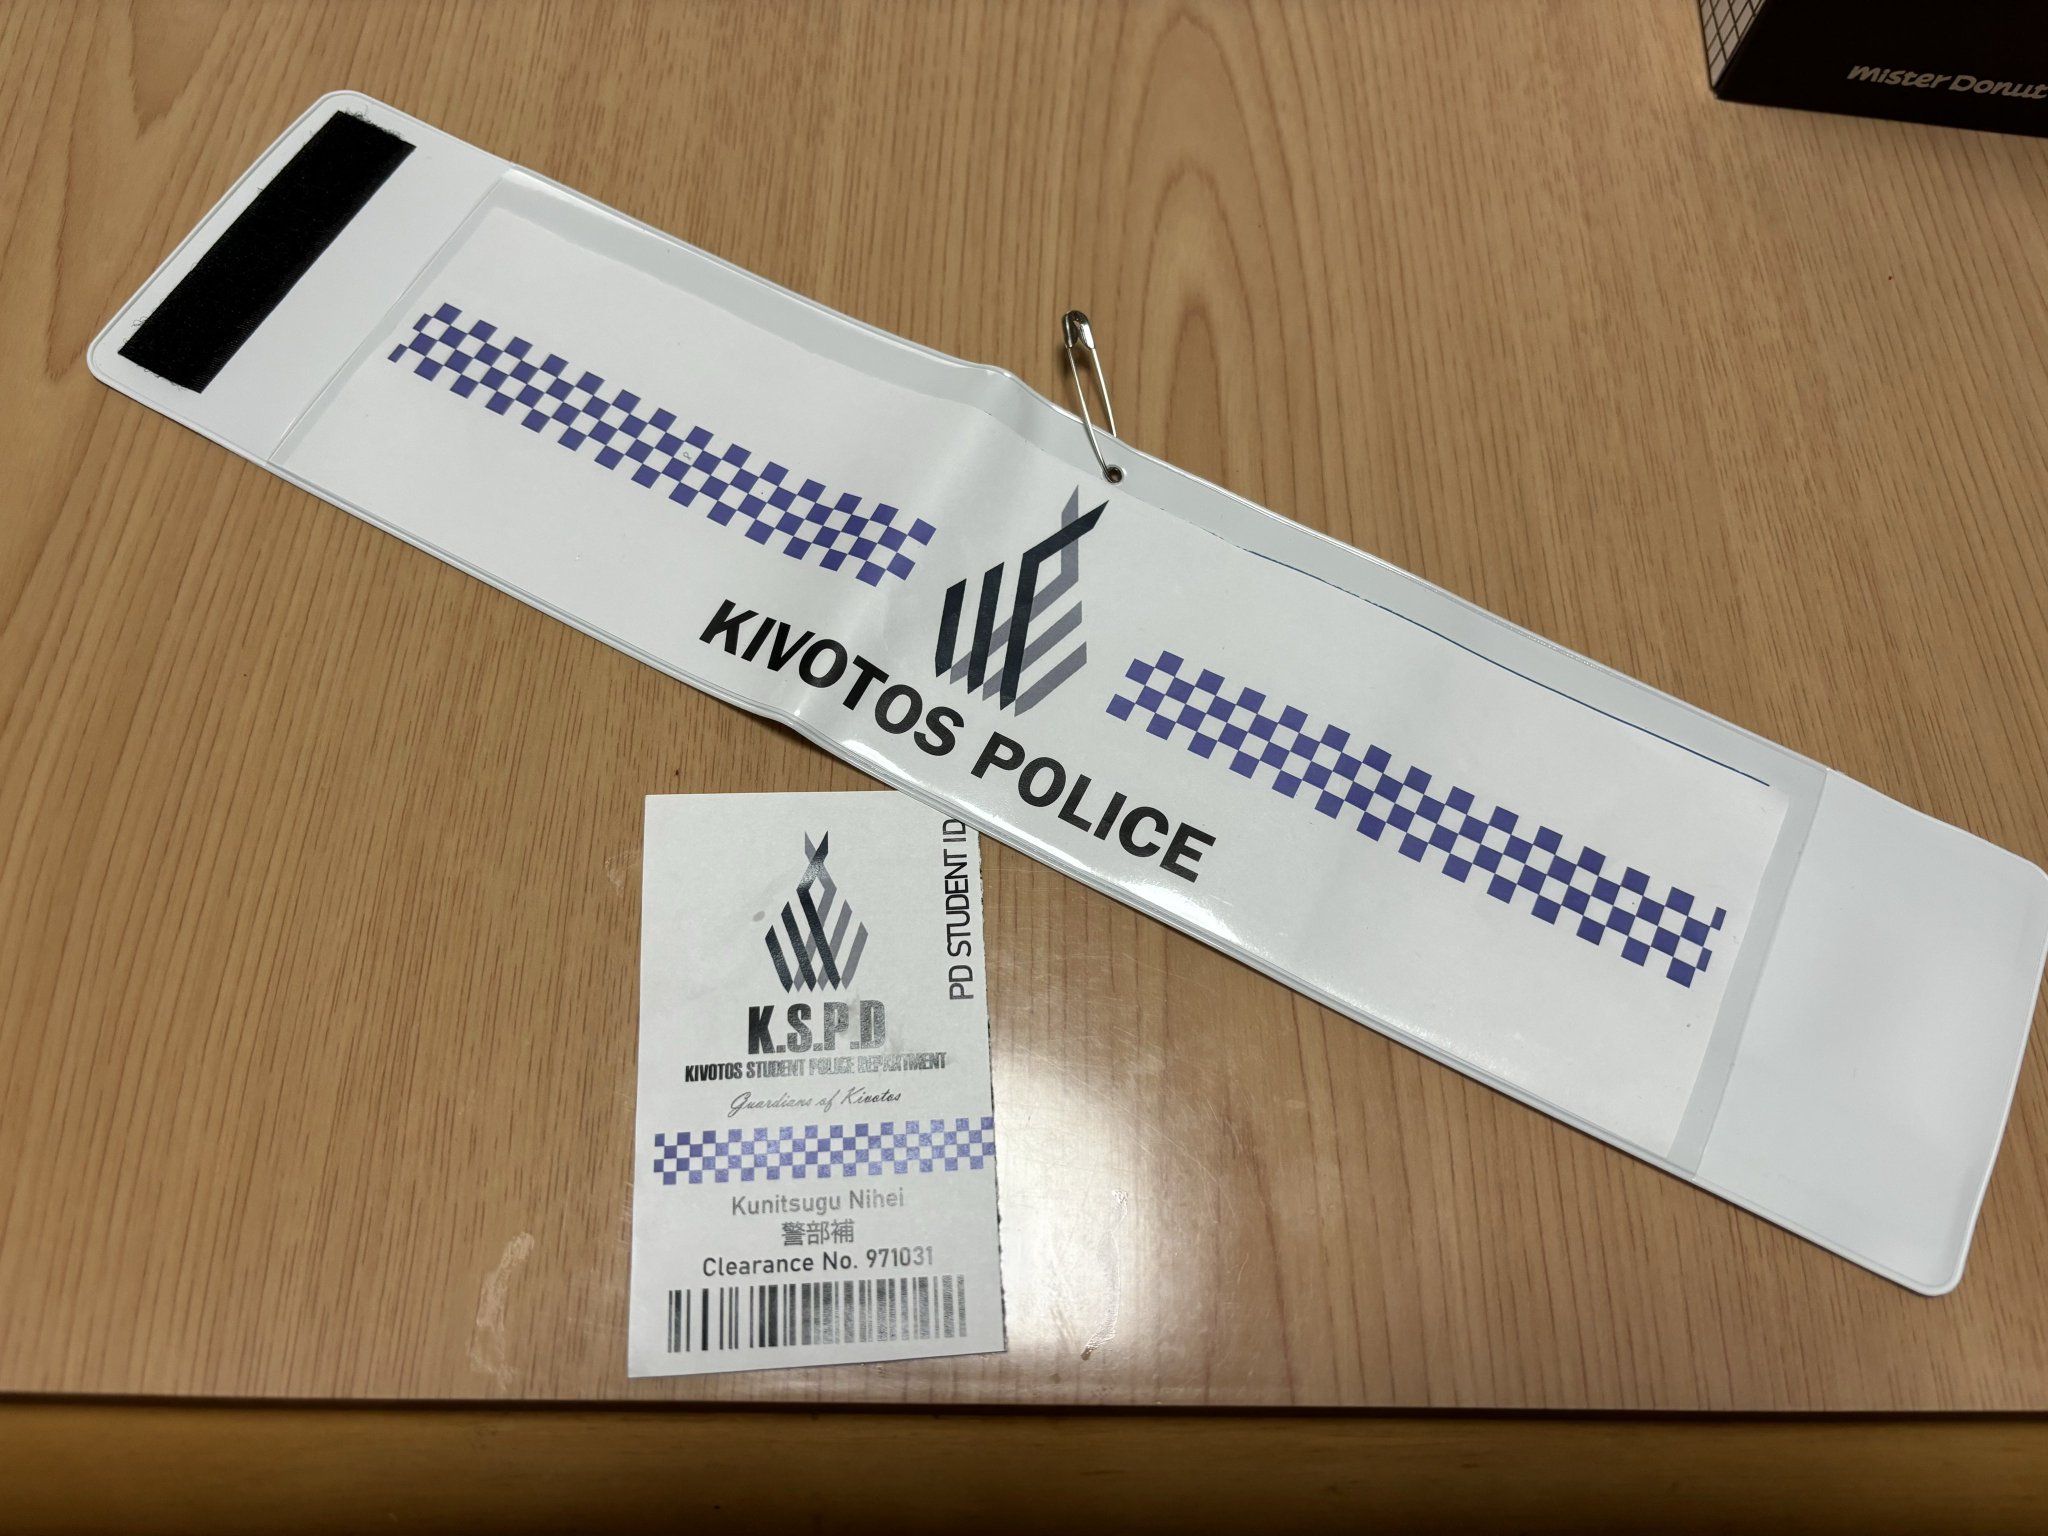 mister Donut
KIVOTOS POLICE
PD STUDENT ID
K.S.P.D
KIVOTOS STUDENT POLICE DEPARTMENT
Guardians of Kivotos
Kunitsugu Nihei
警部補
Clearance No. 971031